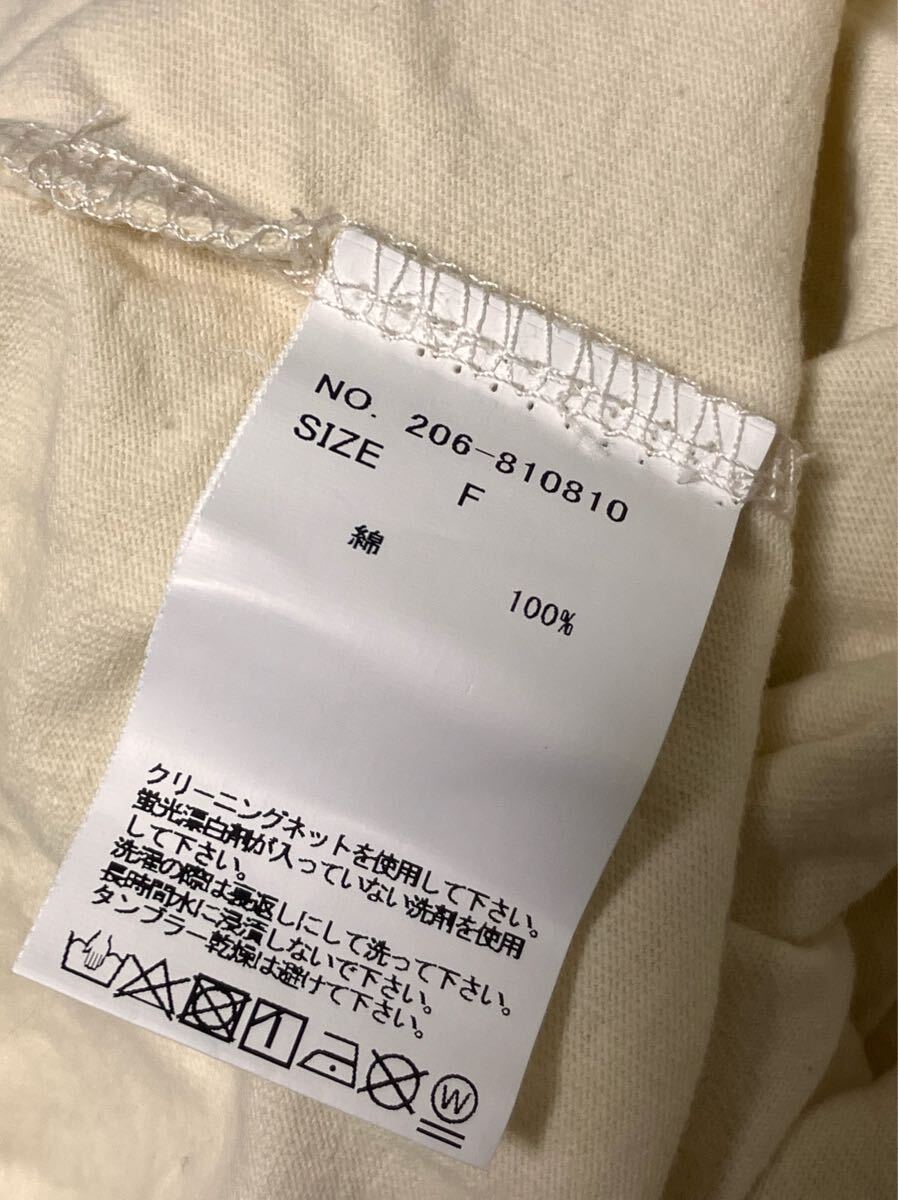 NO. 206-810810
SIZE F
綿 100%
クリーニングネットを使用して下さい。
蛍光漂白剤が入っていない洗剤を使用
して下さい。
洗濯の際は裏返しにして洗って下さい。
長時間水に浸漬しないで下さい。
タンブラー乾燥は避けて下さい。
W